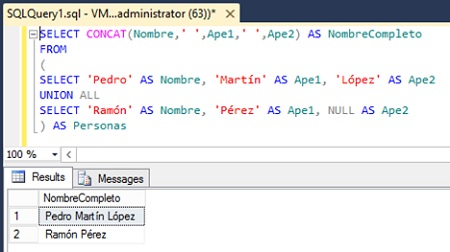 SQLQuery1.sql - VM...administrator (63))*
SELECT CONCAT(Nombre,' ',Ape1,' ',Ape2) AS NombreCompleto
FROM
(
SELECT 'Pedro' AS Nombre, 'Martín' AS Ape1, 'López' AS Ape2
UNION ALL
SELECT 'Ramón' AS Nombre, 'Pérez' AS Ape1, NULL AS Ape2
) AS Personas
100 %
Results Messages
NombreCompleto
1 Pedro Martín López
2 Ramón Pérez